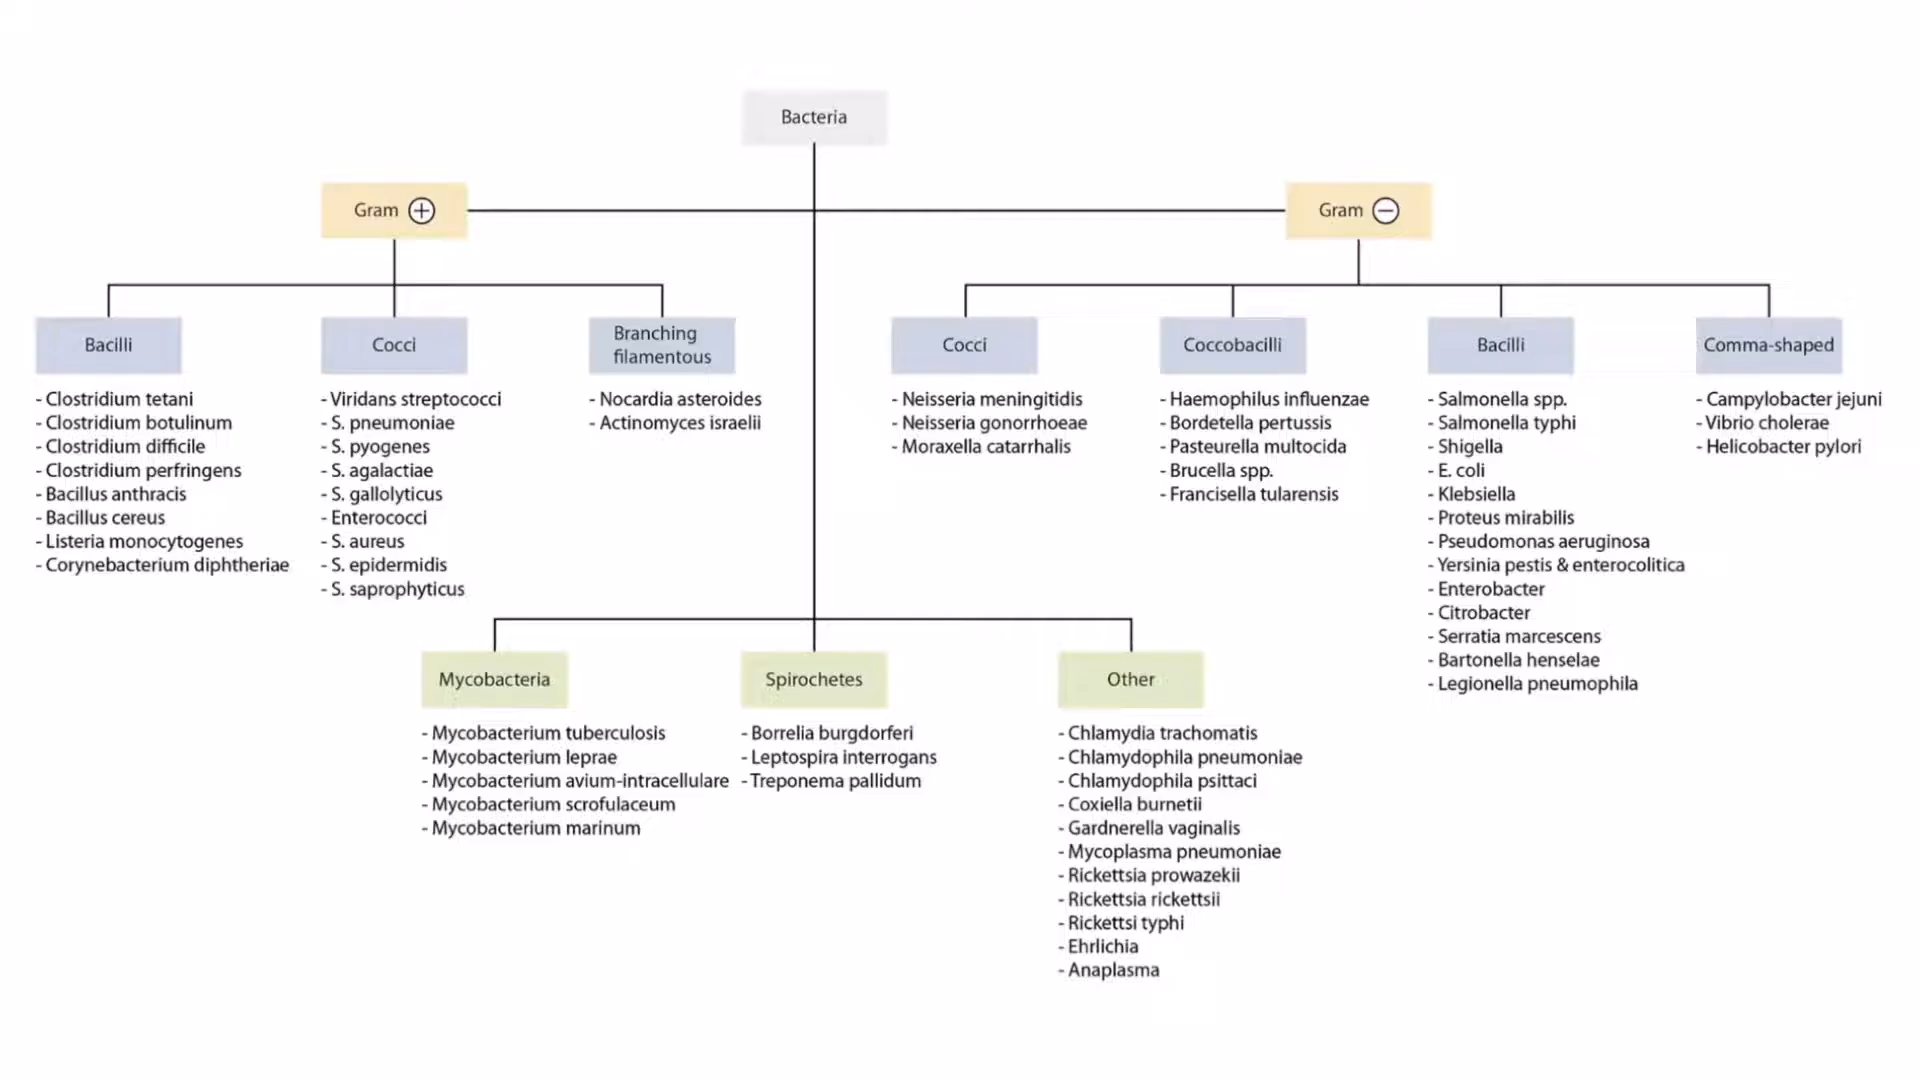 Bacteria
Gram +
Gram −
Bacilli
- Clostridium tetani
- Clostridium botulinum
- Clostridium difficile
- Clostridium perfringens
- Bacillus anthracis
- Bacillus cereus
- Listeria monocytogenes
- Corynebacterium diphtheriae
Cocci
- Viridans streptococci
- S. pneumoniae
- S. pyogenes
- S. agalactiae
- S. gallolyticus
- Enterococci
- S. aureus
- S. epidermidis
- S. saprophyticus
Branching
filamentous
- Nocardia asteroides
- Actinomyces israelii
Cocci
- Neisseria meningitidis
- Neisseria gonorrhoeae
- Moraxella catarrhalis
Coccobacilli
- Haemophilus influenzae
- Bordetella pertussis
- Pasteurella multocida
- Brucella spp.
- Francisella tularensis
Bacilli
- Salmonella spp.
- Salmonella typhi
- Shigella
- E. coli
- Klebsiella
- Proteus mirabilis
- Pseudomonas aeruginosa
- Yersinia pestis & enterocolitica
- Enterobacter
- Citrobacter
- Serratia marcescens
- Bartonella henselae
- Legionella pneumophila
Comma-shaped
- Campylobacter jejuni
- Vibrio cholerae
- Helicobacter pylori
Mycobacteria
- Mycobacterium tuberculosis
- Mycobacterium leprae
- Mycobacterium avium-intracellulare
- Mycobacterium scrofulaceum
- Mycobacterium marinum
Spirochetes
- Borrelia burgdorferi
- Leptospira interrogans
- Treponema pallidum
Other
- Chlamydia trachomatis
- Chlamydophila pneumoniae
- Chlamydophila psittaci
- Coxiella burnetii
- Gardnerella vaginalis
- Mycoplasma pneumoniae
- Rickettsia prowazekii
- Rickettsia rickettsii
- Rickettsi typhi
- Ehrlichia
- Anaplasma